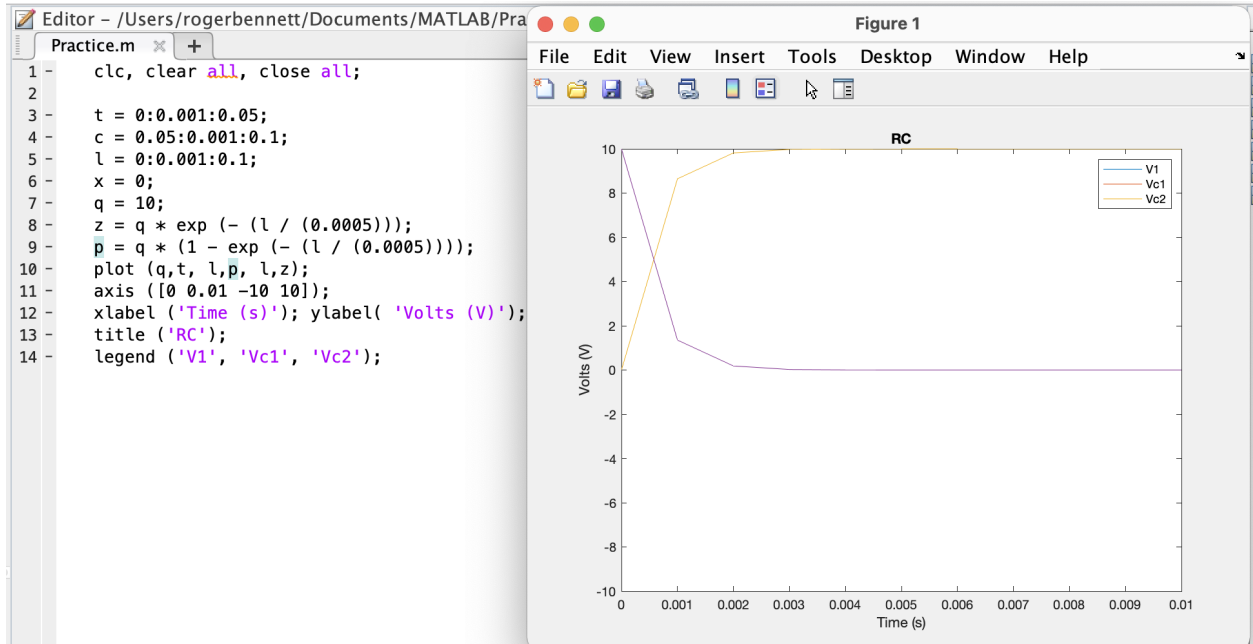 Editor - /Users/rogerbennett/Documents/MATLAB/Pra
Practice.m
1 - clc, clear all, close all;
2
3 - t = 0:0.001:0.05;
4 - c = 0.05:0.001:0.1;
5 - l = 0:0.001:0.1;
6 - x = 0;
7 - q = 10;
8 - z = q * exp (- (l / (0.0005)));
9 - p = q * (1 - exp (- (l / (0.0005))));
10 - plot (q,t, l,p, l,z);
11 - axis ([0 0.01 -10 10]);
12 - xlabel ('Time (s)'); ylabel( 'Volts (V)');
13 - title ('RC');
14 - legend ('V1', 'Vc1', 'Vc2');
Figure 1
File Edit View Insert Tools Desktop Window Help
RC
V1
Vc1
Vc2
10
8
6
4
2
0
-2
-4
-6
-8
-10
Volts (V)
0 0.001 0.002 0.003 0.004 0.005 0.006 0.007 0.008 0.009 0.01
Time (s)